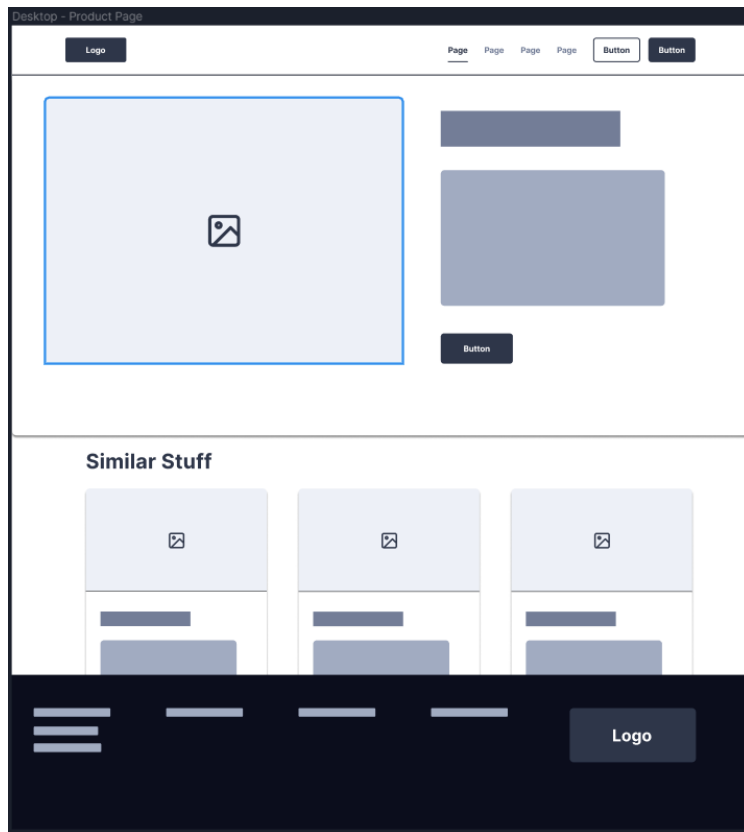 Desktop - Product Page
Logo
Page Page Page Page Button Button
Button
Similar Stuff
Logo